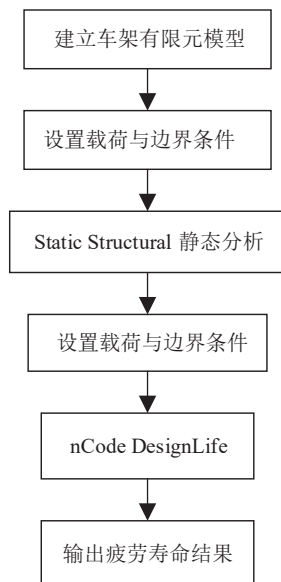 建立车架有限元模型
设置载荷与边界条件
Static Structural 静态分析
设置载荷与边界条件
nCode DesignLife
输出疲劳寿命结果